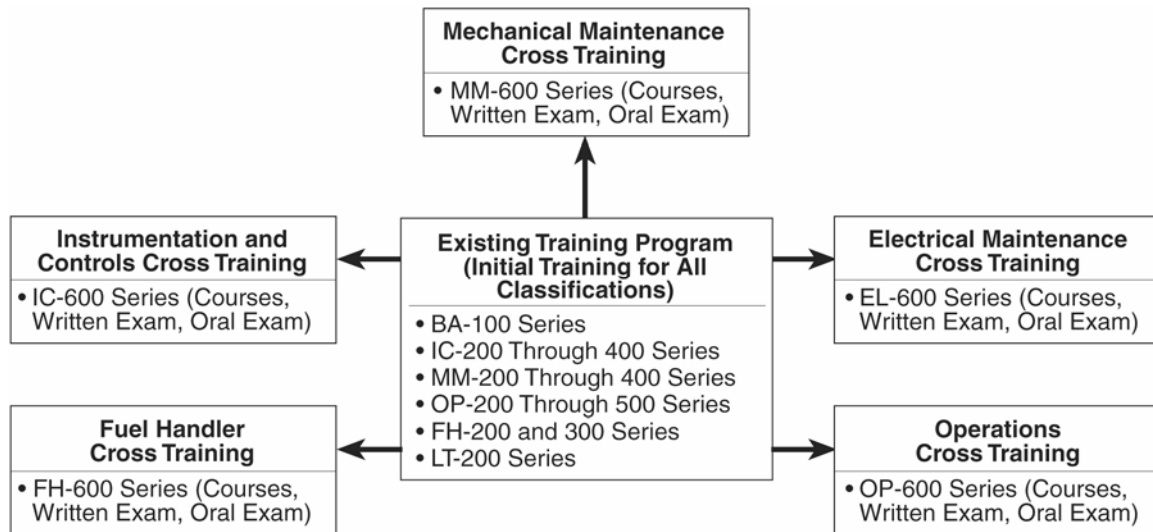 Mechanical Maintenance
Cross Training
• MM-600 Series (Courses,
Written Exam, Oral Exam)
Instrumentation and
Controls Cross Training
• IC-600 Series (Courses,
Written Exam, Oral Exam)
Existing Training Program
(Initial Training for All
Classifications)
• BA-100 Series
• IC-200 Through 400 Series
• MM-200 Through 400 Series
• OP-200 Through 500 Series
• FH-200 and 300 Series
• LT-200 Series
Electrical Maintenance
Cross Training
• EL-600 Series (Courses,
Written Exam, Oral Exam)
Fuel Handler
Cross Training
• FH-600 Series (Courses,
Written Exam, Oral Exam)
Operations
Cross Training
• OP-600 Series (Courses,
Written Exam, Oral Exam)